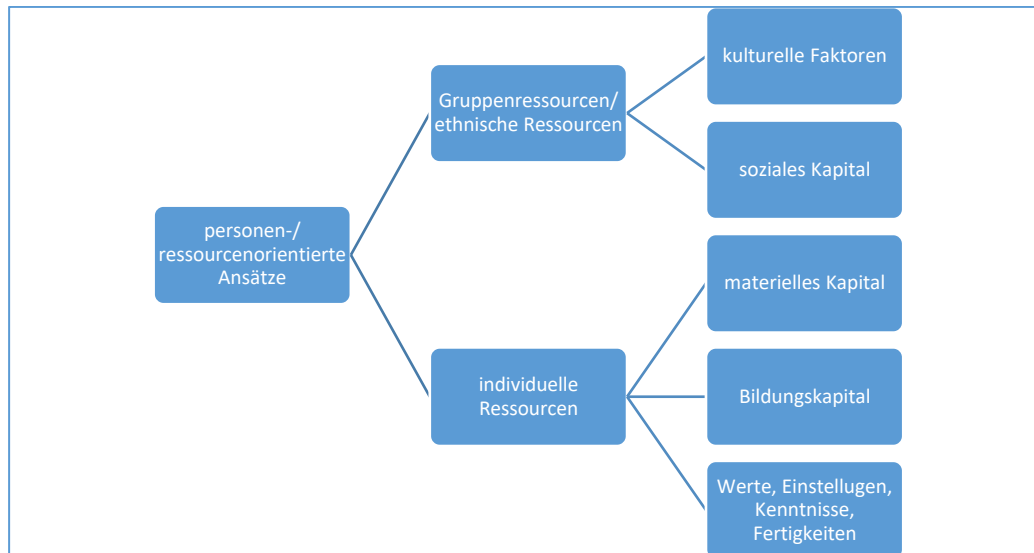 personen-/
ressourcenorientierte
Ansätze
Gruppenressourcen/
ethnische Ressourcen
kulturelle Faktoren
soziales Kapital
individuelle
Ressourcen
materielles Kapital
Bildungskapital
Werte, Einstellugen,
Kenntnisse,
Fertigkeiten